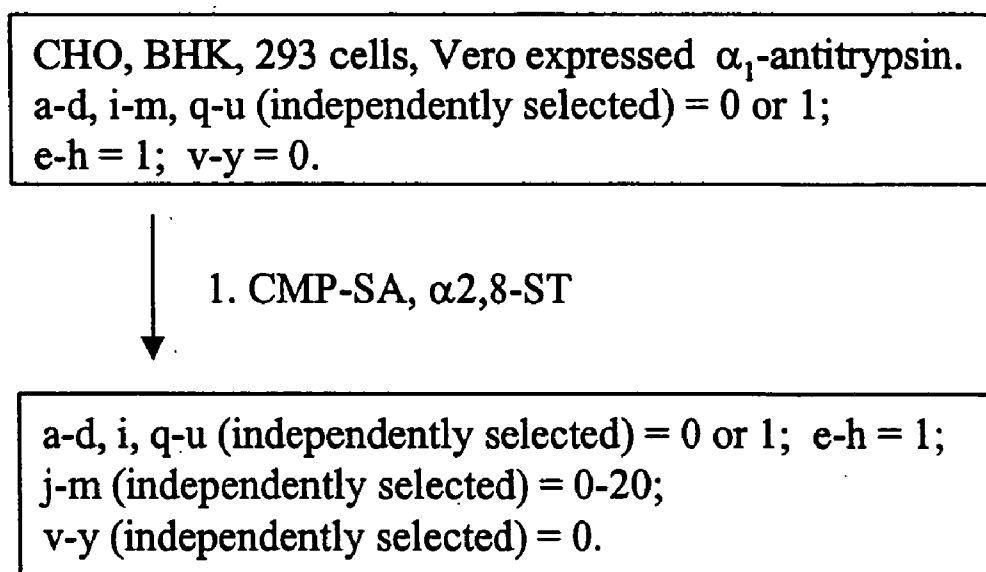 CHO, BHK, 293 cells, Vero expressed α₁-antitrypsin.
a-d, i-m, q-u (independently selected) = 0 or 1;
e-h = 1; v-y = 0.
1. CMP-SA, α2,8-ST
a-d, i, q-u (independently selected) = 0 or 1; e-h = 1;
j-m (independently selected) = 0-20;
v-y (independently selected) = 0.